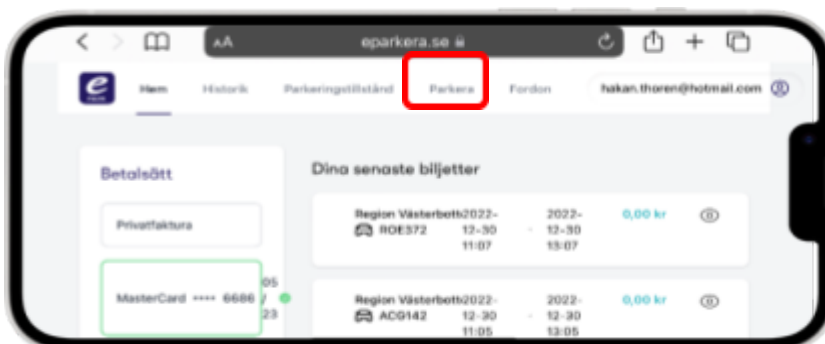 AA eparkera.se
e Hem Historik Parkeringstillstånd Parkera Fordon hakan.thoren@hotmail.com
Betalsätt
Privatfaktura
MasterCard •••• 6686 05 / 23
Dina senaste biljetter
Region Västerbott 2022-12-30 11:07 - 2022-12-30 13:07 0,00 kr
ROE372
Region Västerbott 2022-12-30 11:05 - 2022-12-30 13:05 0,00 kr
ACG142